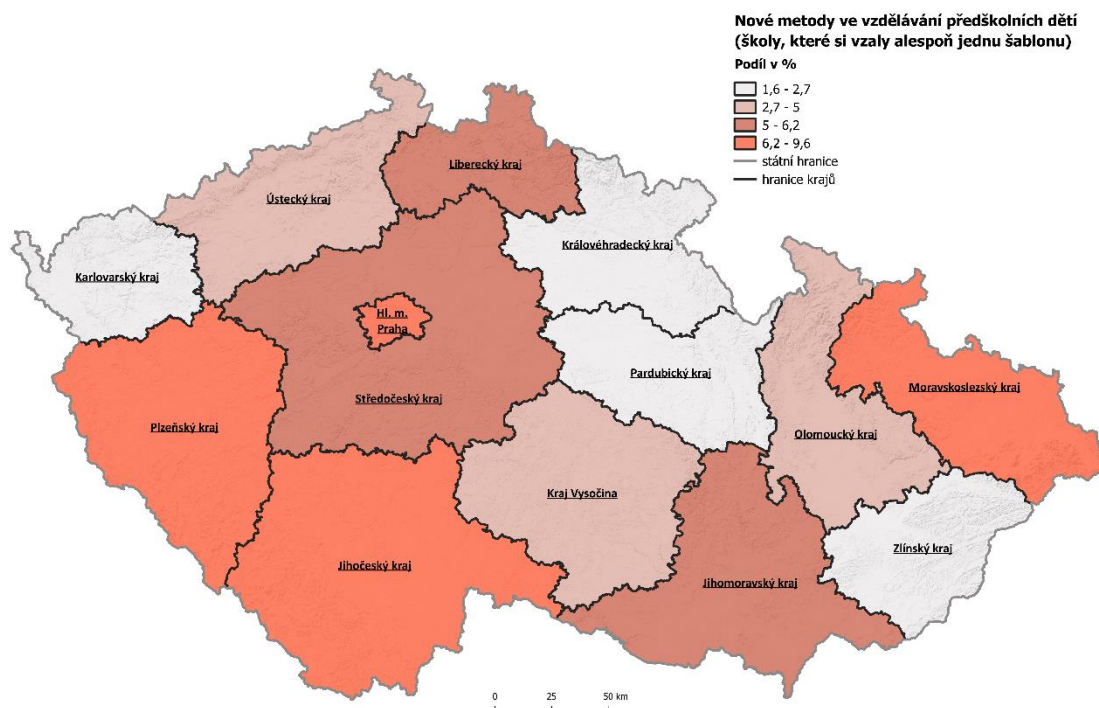 Nové metody ve vzdělávání předškolních dětí
(školy, které si vzaly alespoň jednu šablonu)
Podíl v %
1,6 - 2,7
2,7 - 5
5 - 6,2
6,2 - 9,6
státní hranice
hranice krajů
Liberecký kraj
Ústecký kraj
Královéhradecký kraj
Karlovarský kraj
Hl. m.
Praha
Pardubický kraj
Moravskoslezský kraj
Středočeský kraj
Plzeňský kraj
Olomoucký kraj
Kraj Vysočina
Zlínský kraj
Jihočeský kraj
Jihomoravský kraj
0 25 50 km